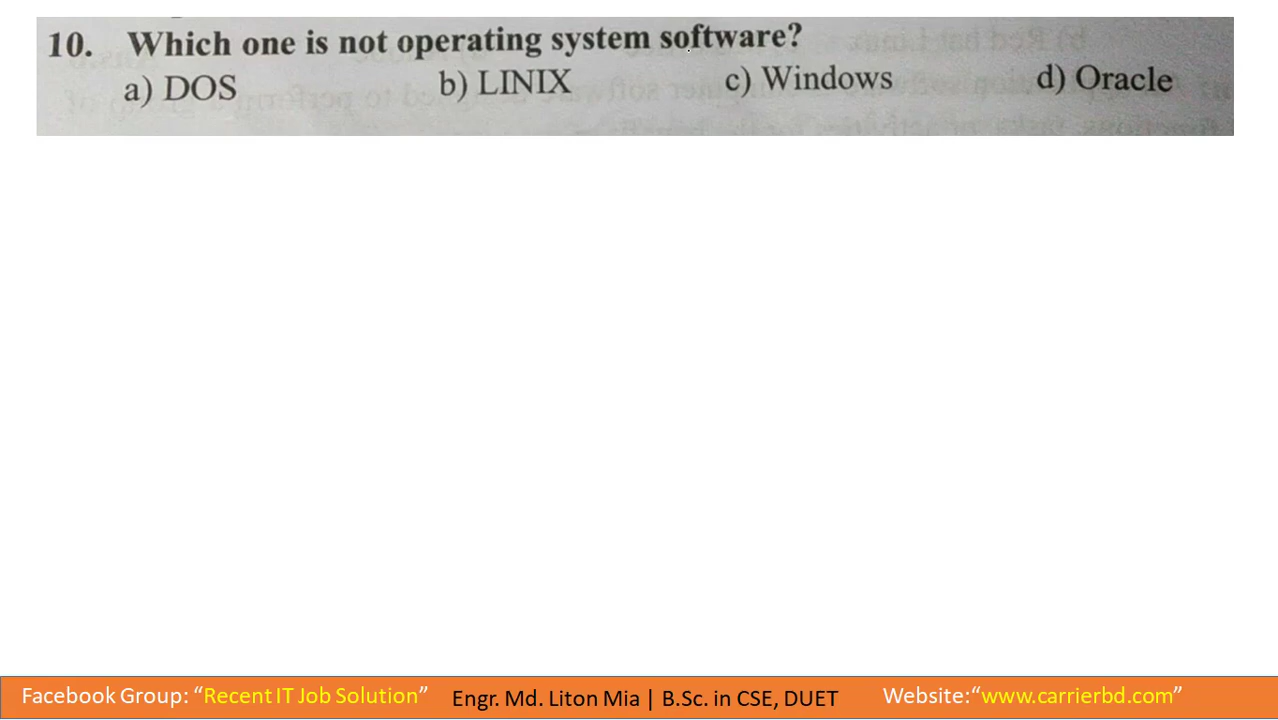 10. Which one is not operating system software?
a) DOS b) LINIX c) Windows d) Oracle
Facebook Group: “Recent IT Job Solution” Engr. Md. Liton Mia | B.Sc. in CSE, DUET Website:“www.carrierbd.com”